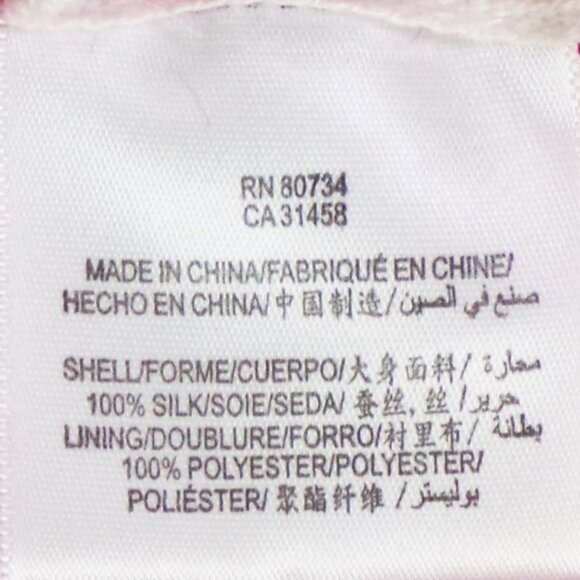 RN 80734
CA 31458
MADE IN CHINA/FABRIQUÉ EN CHINE/
HECHO EN CHINA/中国制造/صنع في الصين
SHELL/FORME/CUERPO/大身面料/محارة
100% SILK/SOIE/SEDA/蚕丝, 丝/حرير
LINING/DOUBLURE/FORRO/衬里布/بطانة
100% POLYESTER/POLYESTER/
POLIÉSTER/聚酯纤维/بوليستر